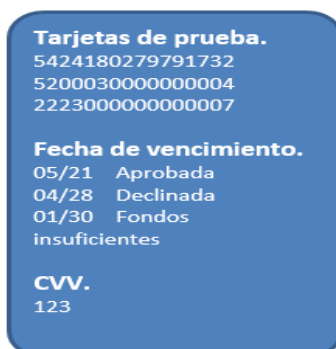 Tarjetas de prueba.
5424180279791732
5200030000000004
2223000000000007
Fecha de vencimiento.
05/21 Aprobada
04/28 Declinada
01/30 Fondos
insuficientes
CVV.
123